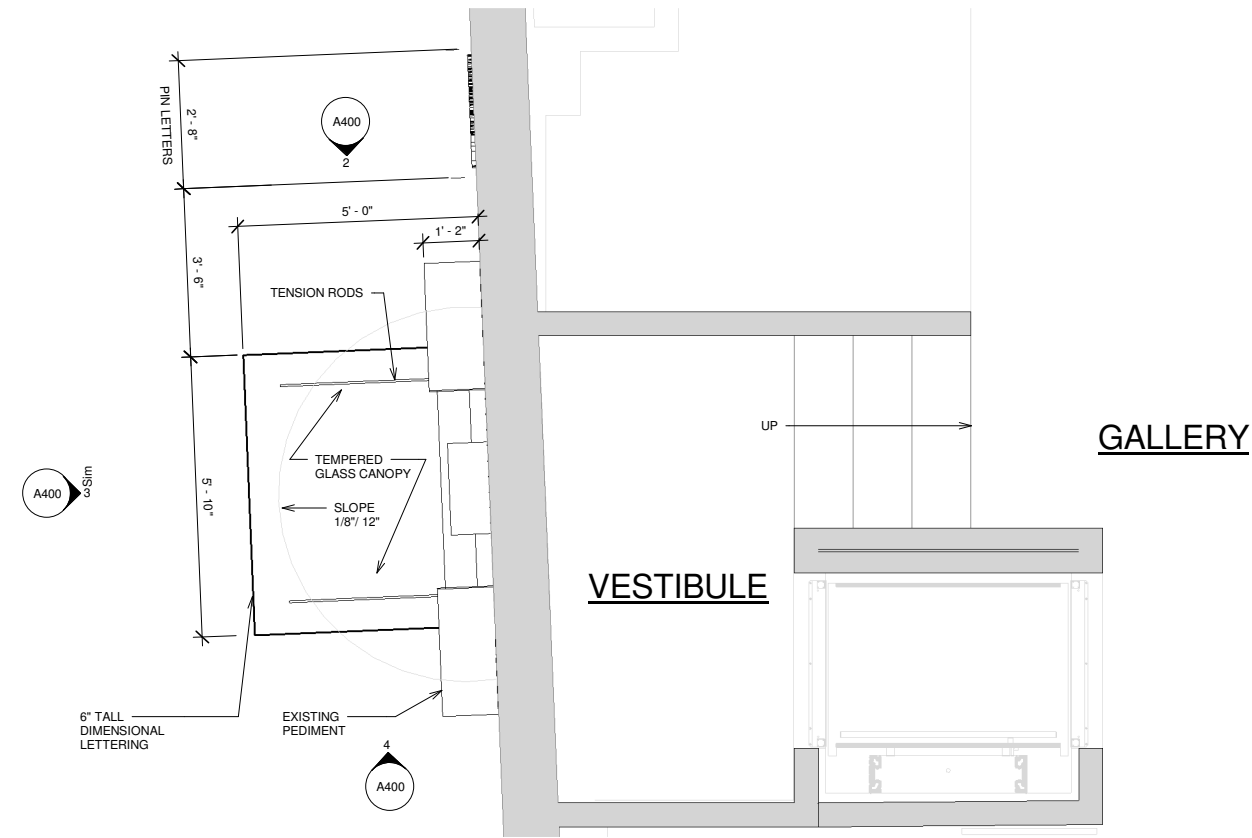 PIN LETTERS
2' - 8"
A400
2
5' - 0"
1' - 2"
3' - 6"
TENSION RODS
UP
GALLERY
TEMPERED
GLASS CANOPY
A400
3
Sim
5' - 10"
SLOPE
1/8"/ 12"
VESTIBULE
6" TALL
DIMENSIONAL
LETTERING
EXISTING
PEDIMENT
4
A400